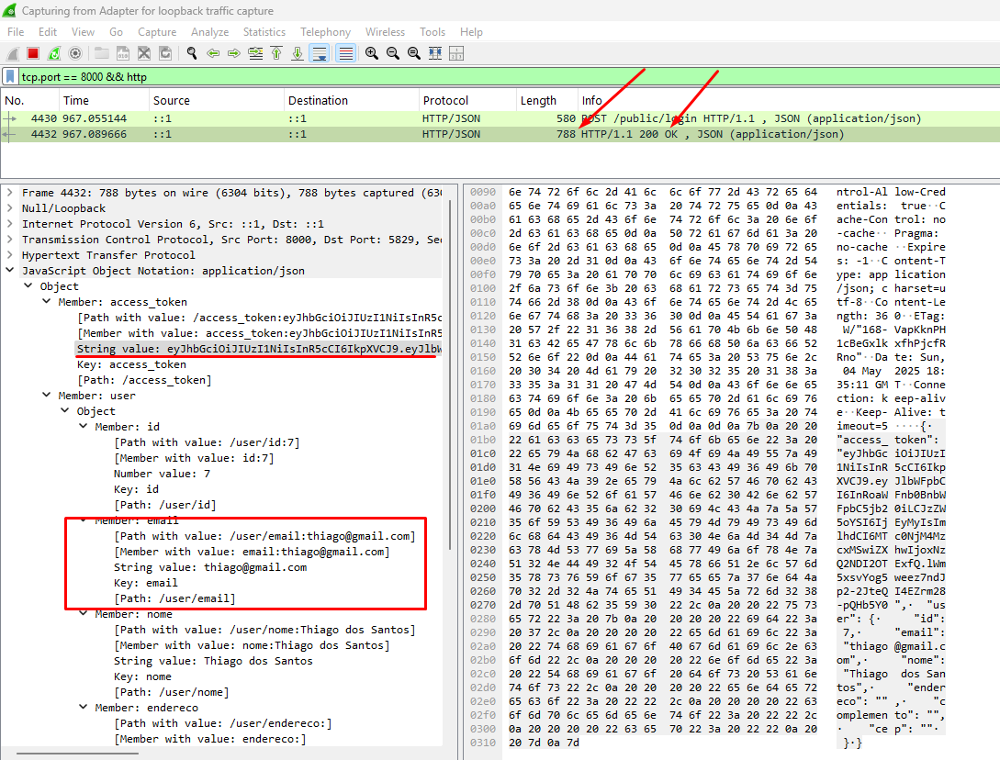 Capturing from Adapter for loopback traffic capture
File Edit View Go Capture Analyze Statistics Telephony Wireless Tools Help
tcp.port == 8000 && http
No. Time Source Destination Protocol Length Info
4430 967.055144 ::1 ::1 HTTP/JSON 580 POST /public/login HTTP/1.1 , JSON (application/json)
4432 967.089666 ::1 ::1 HTTP/JSON 788 HTTP/1.1 200 OK , JSON (application/json)
Frame 4432: 788 bytes on wire (6304 bits), 788 bytes captured (630
Null/Loopback
Internet Protocol Version 6, Src: ::1, Dst: ::1
Transmission Control Protocol, Src Port: 8000, Dst Port: 5829, Sec
Hypertext Transfer Protocol
JavaScript Object Notation: application/json
Object
Member: access_token
[Path with value: /access_token:eyJhbGciOiJIUzI1NiIsInR5c
[Member with value: access_token:eyJhbGciOiJIUzI1NiIsInR5
String value: eyJhbGciOiJIUzI1NiIsInR5cCI6IkpXVCJ9.eyJlbW
Key: access_token
[Path: /access_token]
Member: user
Object
Member: id
[Path with value: /user/id:7]
[Member with value: id:7]
Number value: 7
Key: id
[Path: /user/id]
Member: email
[Path with value: /user/email:thiago@gmail.com]
[Member with value: email:thiago@gmail.com]
String value: thiago@gmail.com
Key: email
[Path: /user/email]
Member: nome
[Path with value: /user/nome:Thiago dos Santos]
[Member with value: nome:Thiago dos Santos]
String value: Thiago dos Santos
Key: nome
[Path: /user/nome]
Member: endereco
[Path with value: /user/endereco:]
[Member with value: endereco:]
0090 6e 74 72 6f 6c 2d 41 6c 6c 6f 77 2d 43 72 65 64 ntrol-Al low-Cred
00a0 65 6e 74 69 61 6c 73 3a 20 74 72 75 65 0d 0a 43 entials: true··C
00b0 61 63 68 65 2d 43 6f 6e 74 72 6f 6c 3a 20 6e 6f ache-Con trol: no
00c0 2d 63 61 63 68 65 0d 0a 50 72 61 67 6d 61 3a 20 -cache·· Pragma:
00d0 6e 6f 2d 63 61 63 68 65 0d 0a 45 78 70 69 72 65 no-cache ··Expire
00e0 73 3a 20 2d 31 0d 0a 43 6f 6e 74 65 6e 74 2d 54 s: -1··C ontent-T
00f0 79 70 65 3a 20 61 70 70 6c 69 63 61 74 69 6f 6e ype: app lication
0100 2f 6a 73 6f 6e 3b 20 63 68 61 72 73 65 74 3d 75 /json; c harset=u
0110 74 66 2d 38 0d 0a 43 6f 6e 74 65 6e 74 2d 4c 65 tf-8··Co ntent-Le
0120 6e 67 74 68 3a 20 33 36 30 0d 0a 45 54 61 67 3a ngth: 36 0··ETag:
0130 20 57 2f 22 31 36 38 2d 56 61 70 4b 6b 6e 50 48 W/"168- VapKknPH
0140 31 63 42 65 47 78 6c 6b 78 66 68 50 6a 63 66 52 1cBeGxlk xfhPjcfR
0150 52 6e 6f 22 0d 0a 44 61 74 65 3a 20 53 75 6e 2c Rno"··Da te: Sun,
0160 20 30 34 20 4d 61 79 20 32 30 32 35 20 31 38 3a 04 May 2025 18:
0170 33 35 3a 31 31 20 47 4d 54 0d 0a 43 6f 6e 6e 65 35:11 GM T··Conne
0180 63 74 69 6f 6e 3a 20 6b 65 65 70 2d 61 6c 69 76 ction: k eep-aliv
0190 65 0d 0a 4b 65 65 70 2d 41 6c 69 76 65 3a 20 74 e··Keep- Alive: t
01a0 69 6d 65 6f 75 74 3d 35 0d 0a 0d 0a 7b 0a 20 20 imeout=5 ····{·
01b0 22 61 63 63 65 73 73 5f 74 6f 6b 65 6e 22 3a 20 "access_ token":
01c0 22 65 79 4a 68 62 47 63 69 4f 69 4a 49 55 7a 49 "eyJhbGc iOiJIUzI
01d0 31 4e 69 49 73 49 6e 52 35 63 43 49 36 49 6b 70 1NiIsInR 5cCI6Ikp
01e0 58 56 43 4a 39 2e 65 79 4a 6c 62 57 46 70 62 43 XVCJ9.ey JlbWFpbC
01f0 49 36 49 6e 52 6f 61 57 46 6e 62 30 42 6e 62 57 I6InRoaW Fnb0BnbW
0200 46 70 62 43 35 6a 62 32 30 69 4c 43 4a 7a 5a 57 FpbC5jb2 0iLCJzZW
0210 35 6f 59 53 49 36 49 6a 45 79 4d 79 49 73 49 6d 5oYSI6Ij EyMyIsIm
0220 6c 68 64 43 49 36 4d 54 63 30 4e 6a 4d 34 4d 7a lhdCI6MT c0NjM4Mz
0230 63 78 4d 53 77 69 5a 58 68 77 49 6a 6f 78 4e 7a cxMSwiZX hwIjoxNz
0240 51 32 4e 44 49 32 4f 54 45 78 66 51 2e 6c 57 6d Q2NDI2OT ExfQ.lWm
0250 35 78 73 76 59 6f 67 35 77 65 65 7a 37 6e 64 4a 5xsvYog5 weez7ndJ
0260 70 32 2d 32 4a 74 65 51 49 34 45 5a 72 6d 32 38 p2-2JteQ I4EZrm28
0270 2d 70 51 48 62 35 59 30 22 2c 0a 20 20 22 75 73 -pQHb5Y0 ",· "us
0280 65 72 22 3a 20 7b 0a 20 20 20 20 22 69 64 22 3a er": {· "id":
0290 20 37 2c 0a 20 20 20 20 22 65 6d 61 69 6c 22 3a 7,· "email":
02a0 20 22 74 68 69 61 67 6f 40 67 6d 61 69 6c 2e 63 "thiago @gmail.c
02b0 6f 6d 22 2c 0a 20 20 20 20 22 6e 6f 6d 65 22 3a om",· "nome":
02c0 20 22 54 68 69 61 67 6f 20 64 6f 73 20 53 61 6e "Thiago dos San
02d0 74 6f 73 22 2c 0a 20 20 20 20 22 65 6e 64 65 72 tos",· "ender
02e0 65 63 6f 22 3a 20 22 22 2c 0a 20 20 20 20 22 63 eco": "" ,· "c
02f0 6f 6d 70 6c 65 6d 65 6e 74 6f 22 3a 20 22 22 2c omplemen to": "",
0300 0a 20 20 20 20 22 63 65 70 22 3a 20 22 22 0a 20 · "ce p": ""·
0310 20 7d 0a 7d }·}